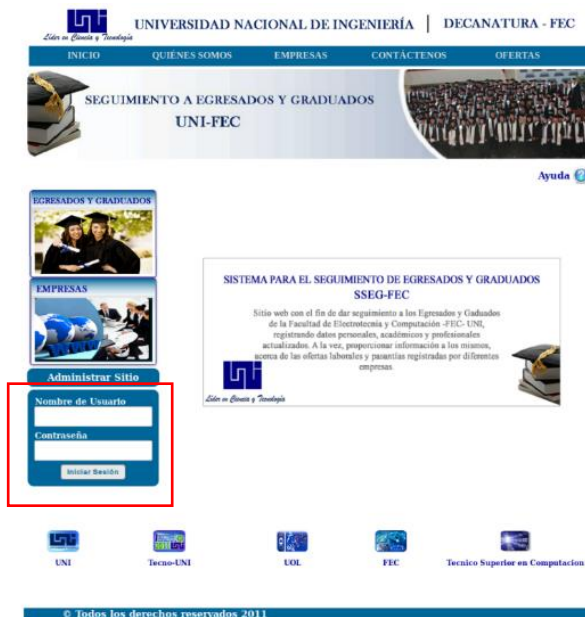 UNI
Líder en Ciencia y Tecnología
UNIVERSIDAD NACIONAL DE INGENIERÍA | DECANATURA - FEC
INICIO QUIÉNES SOMOS EMPRESAS CONTÁCTENOS OFERTAS
SEGUIMIENTO A EGRESADOS Y GRADUADOS
UNI-FEC
Ayuda
EGRESADOS Y GRADUADOS
EMPRESAS
WWW
Administrar Sitio
Nombre de Usuario
Contraseña
Iniciar Sesión
SISTEMA PARA EL SEGUIMIENTO DE EGRESADOS Y GRADUADOS
SSEG-FEC
Sitio web con el fin de dar seguimiento a los Egresados y Gaduados
de la Facultad de Electrotecnia y Computación -FEC- UNI,
registrando datos personales, académicos y profesionales
actualizados. A la vez, proporcionar información a los mismos,
acerca de las ofertas laborales y pasantías registradas por diferentes
empresas.
UNI
Líder en Ciencia y Tecnología
UNI Tecno-UNI UOL FEC Tecnico Superior en Computacion
© Todos los derechos reservados 2011